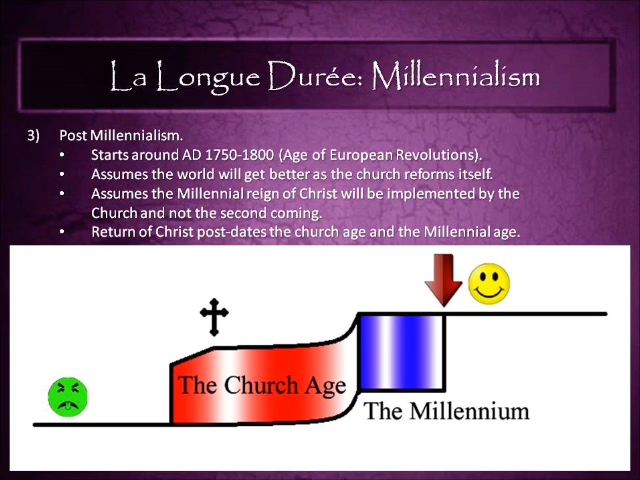 La Longue Durée: Millennialism
3) Post Millennialism.
• Starts around AD 1750-1800 (Age of European Revolutions).
• Assumes the world will get better as the church reforms itself.
• Assumes the Millennial reign of Christ will be implemented by the
Church and not the second coming.
• Return of Christ post-dates the church age and the Millennial age.
The Church Age
The Millennium